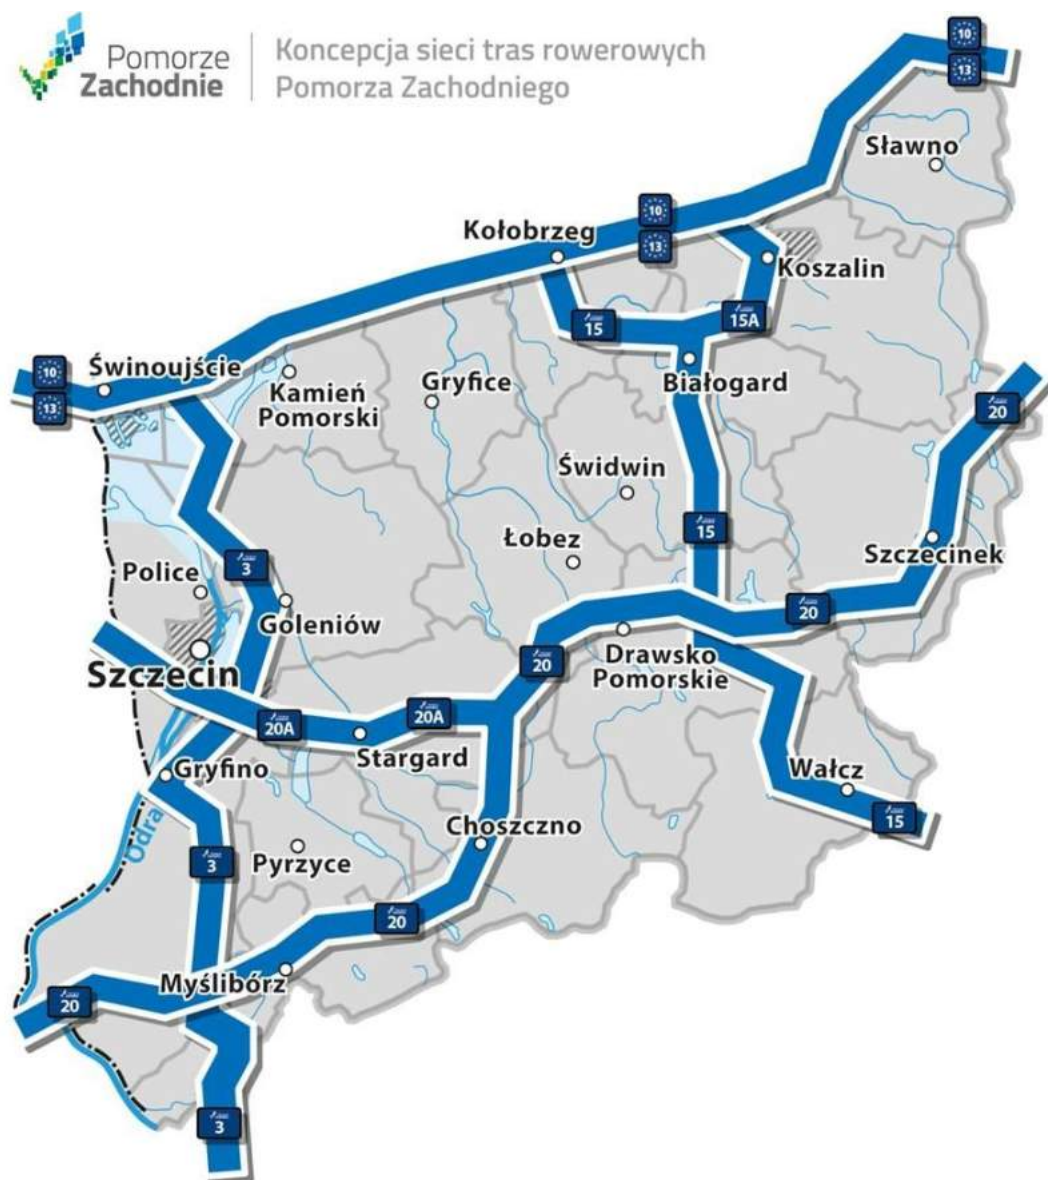 Pomorze
Zachodnie
Koncepcja sieci tras rowerowych
Pomorza Zachodniego
10
13
Sławno
10
13
Kołobrzeg
Koszalin
15
15A
10
13
Świnoujście
Kamień
Pomorski
Gryfice
Białogard
20
Świdwin
15
Łobez
Szczecinek
3
Police
Goleniów
20
Szczecin
20
Drawsko
Pomorskie
20A
20A
Stargard
Gryfino
Wałcz
15
Odra
Choszczno
3
Pyrzyce
20
Myślibórz
20
3